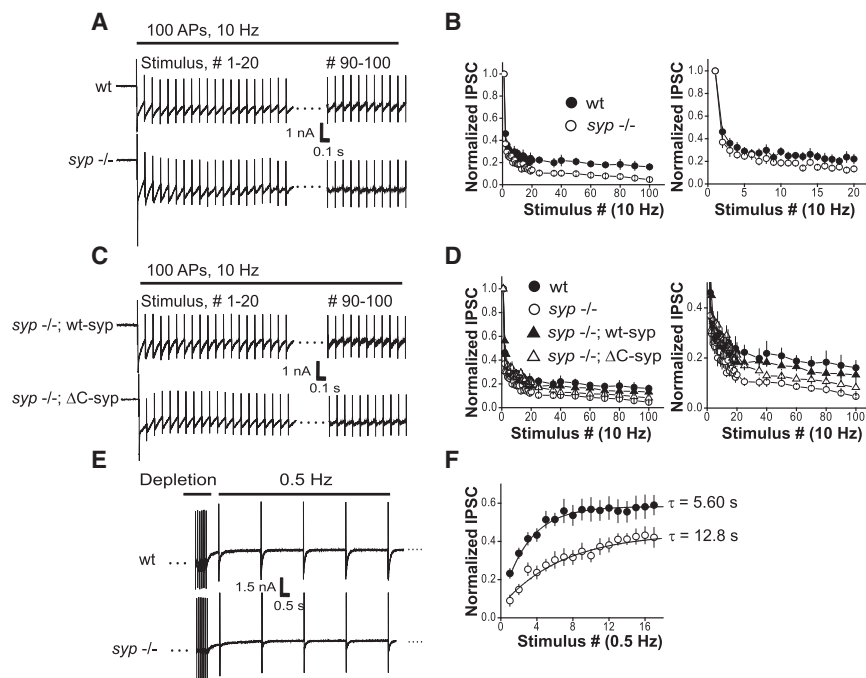 A
100 APs, 10 Hz
Stimulus, # 1-20
# 90-100
wt
1 nA
0.1 s
syp -/-
B
Normalized IPSC
1.0
0.8
0.6
0.4
0.2
0.0
wt
syp -/-
0 20 40 60 80 100
Stimulus # (10 Hz)
Normalized IPSC
1.0
0.8
0.6
0.4
0.2
0.0
0 5 10 15 20
Stimulus # (10 Hz)
C
100 APs, 10 Hz
Stimulus, # 1-20
# 90-100
syp -/-; wt-syp
1 nA
0.1 s
syp -/-; ΔC-syp
D
Normalized IPSC
1.0
0.8
0.6
0.4
0.2
0.0
wt
syp -/-
syp -/-; wt-syp
syp -/-; ΔC-syp
0 20 40 60 80 100
Stimulus # (10 Hz)
Normalized IPSC
0.4
0.2
0.0
0 20 40 60 80 100
Stimulus # (10 Hz)
E
Depletion
0.5 Hz
wt
1.5 nA
0.5 s
syp -/-
F
Normalized IPSC
0.6
0.4
0.2
0.0
τ = 5.60 s
τ = 12.8 s
0 4 8 12 16
Stimulus # (0.5 Hz)